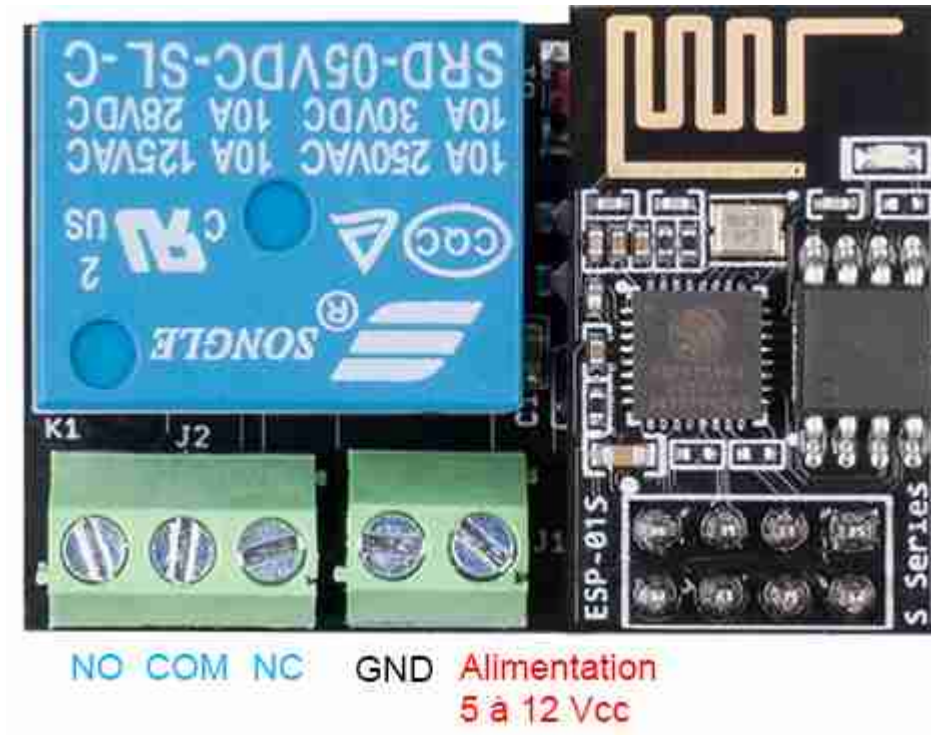 SRD-05VDC-SL-C
10A 30VDC 10A 28VDC
10A 250VAC 10A 125VAC
C US
2
CQC
SONGLE ®
K1
J2
J1
ESP-01S
S Series
NO COM NC
GND Alimentation
5 à 12 Vcc